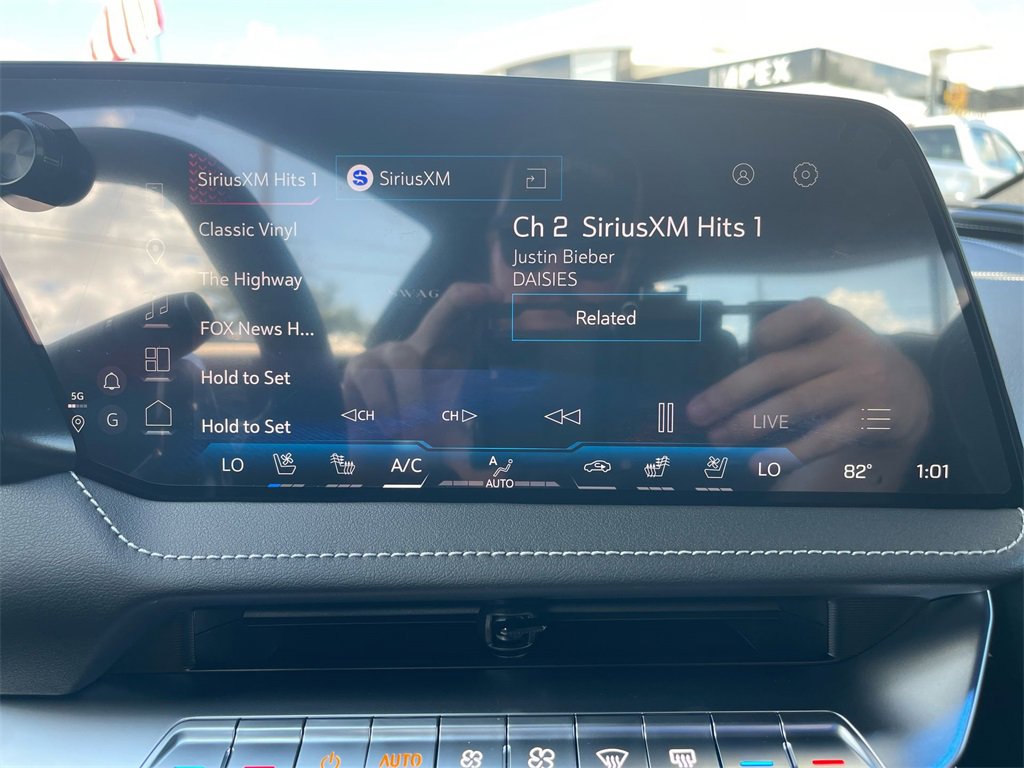 APEX
SiriusXM Hits 1
SiriusXM
Classic Vinyl
Ch 2 SiriusXM Hits 1
Justin Bieber
DAISIES
The Highway
Related
FOX News H...
Hold to Set
5G
G
CH
CH
LIVE
Hold to Set
LO
A/C
A
AUTO
LO
82°
1:01
AUTO